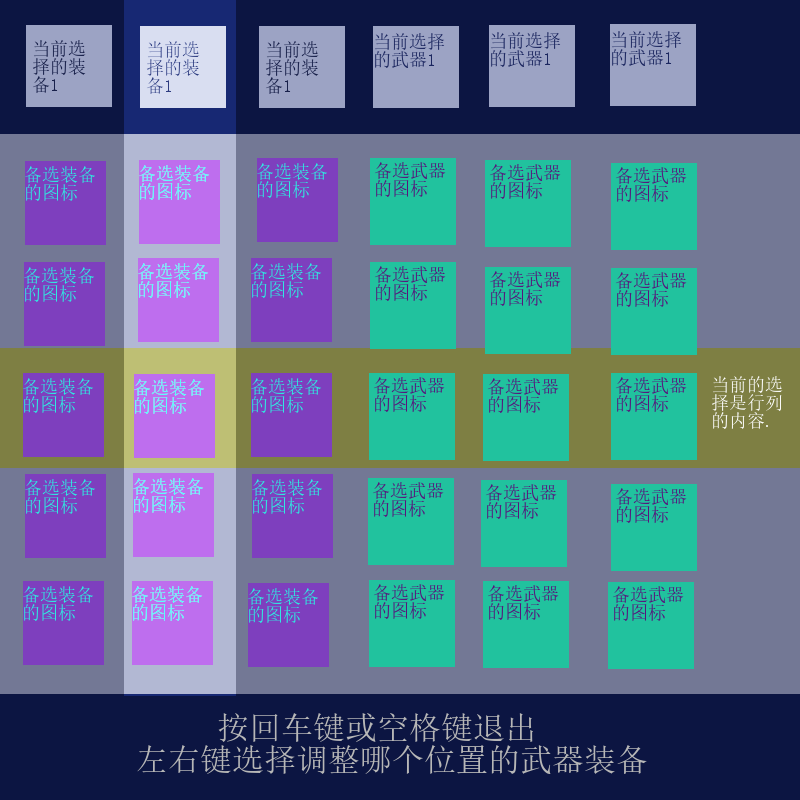 当前选
择的装
备1
当前选
择的装
备1
当前选
择的装
备1
当前选择
的武器1
当前选择
的武器1
当前选择
的武器1
备选装备
的图标
备选装备
的图标
备选装备
的图标
备选武器
的图标
备选武器
的图标
备选武器
的图标
备选装备
的图标
备选装备
的图标
备选装备
的图标
备选武器
的图标
备选武器
的图标
备选武器
的图标
备选装备
的图标
备选装备
的图标
备选装备
的图标
备选武器
的图标
备选武器
的图标
备选武器
的图标
当前的选
择是行列
的内容.
备选装备
的图标
备选装备
的图标
备选装备
的图标
备选武器
的图标
备选武器
的图标
备选武器
的图标
备选装备
的图标
备选装备
的图标
备选装备
的图标
备选武器
的图标
备选武器
的图标
备选武器
的图标
按回车键或空格键退出
左右键选择调整哪个位置的武器装备